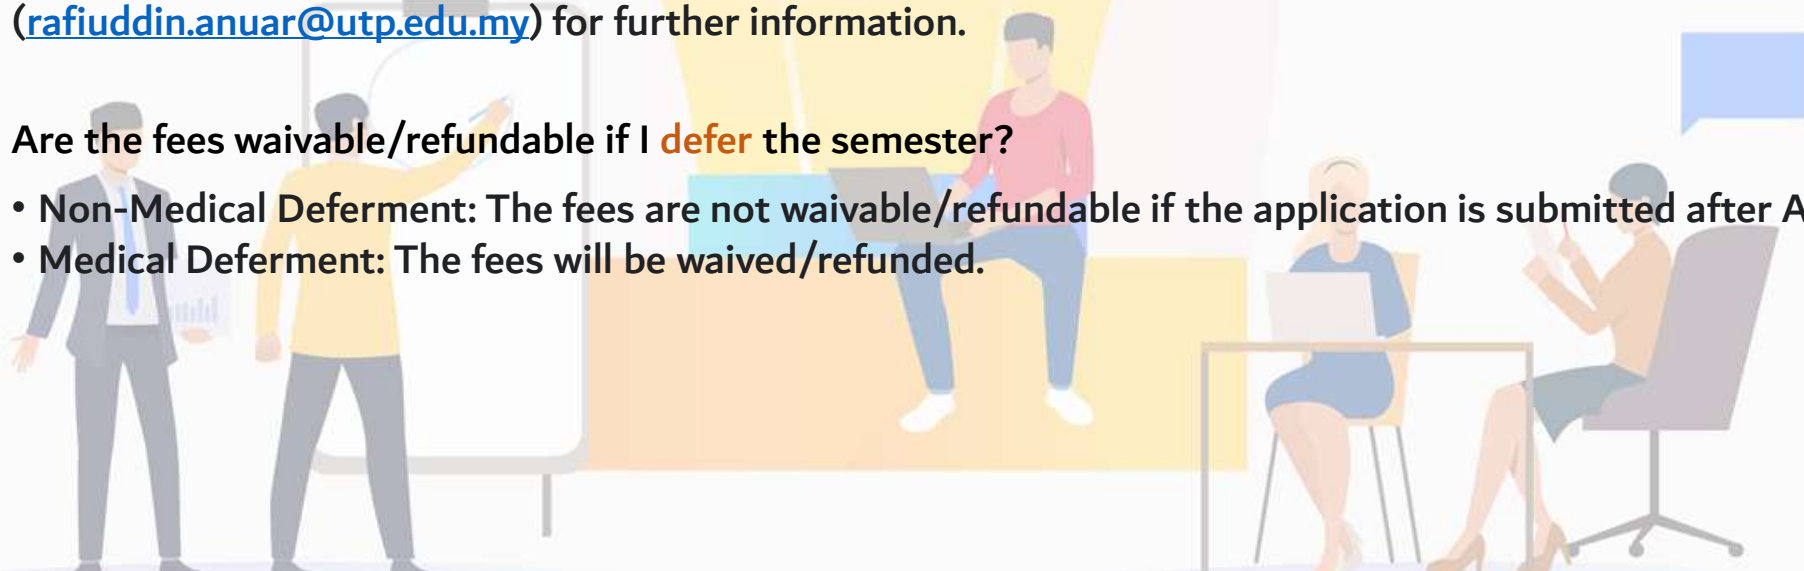 (rafiuddin.anuar@utp.edu.my) for further information.
Are the fees waivable/refundable if I defer the semester?
• Non-Medical Deferment: The fees are not waivable/refundable if the application is submitted after
• Medical Deferment: The fees will be waived/refunded.